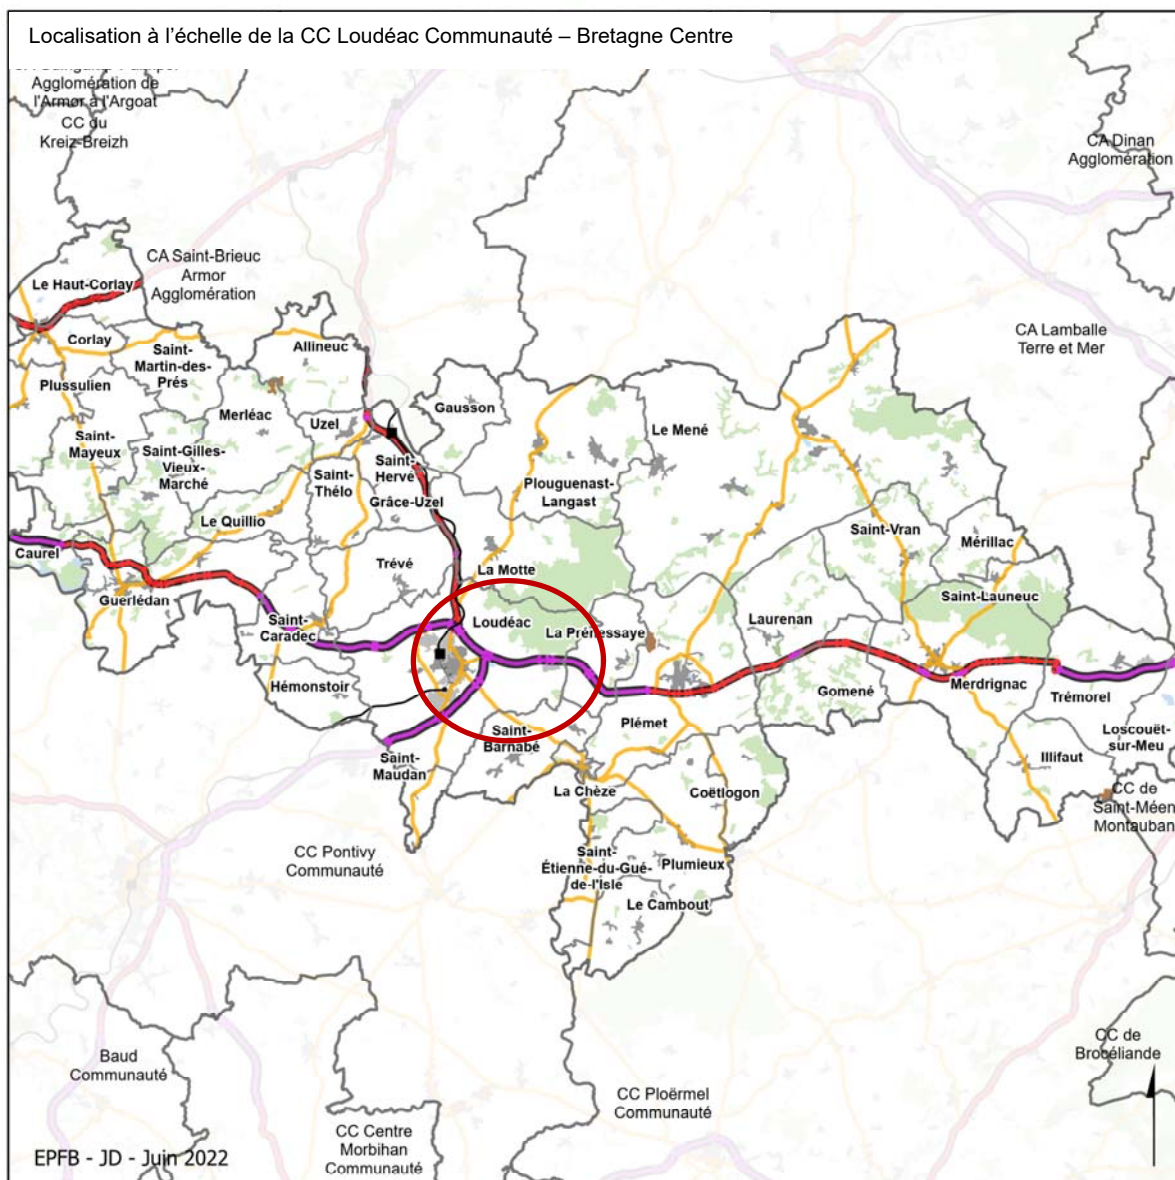 Localisation à l'échelle de la CC Loudéac Communauté – Bretagne Centre
Agglomération de
l'Armor à l'Argoat
CC du
Kreiz-Breizh
CA Dinan
Agglomération
CA Saint-Brieuc
Armor
Agglomération
Le Haut-Corlay
CA Lamballe
Terre et Mer
Corlay
Saint-
Martin-des-
Prés
Allineuc
Plussulien
Merléac
Uzel
Gausson
Le Mené
Saint-
Mayeux
Saint-Gilles-
Vieux-
Marché
Saint-
Thélo
Saint-
Hervé
Grâce-Uzel
Plouguenast-
Langast
Le Quillio
Saint-Vran
Mérillac
Caurel
Trévé
La Motte
Guerlédan
Saint-Launeuc
Saint-
Caradec
Loudéac
La Prénessaye
Laurenan
Hémonstoir
Gomené
Merdrignac
Trémorel
Saint-
Barnabé
Plémet
Loscouët-
sur-Meu
Saint-
Maudan
Illifaut
La Chèze
Coëtlogon
CC de
Saint-Méen
Montauban
CC Pontivy
Communauté
Saint-
Étienne-du-Gué-
de-l'Isle
Plumieux
Le Cambout
Baud
Communauté
CC de
Brocéliande
CC Ploërmel
Communauté
CC Centre
Morbihan
Communauté
EPFB - JD - Juin 2022